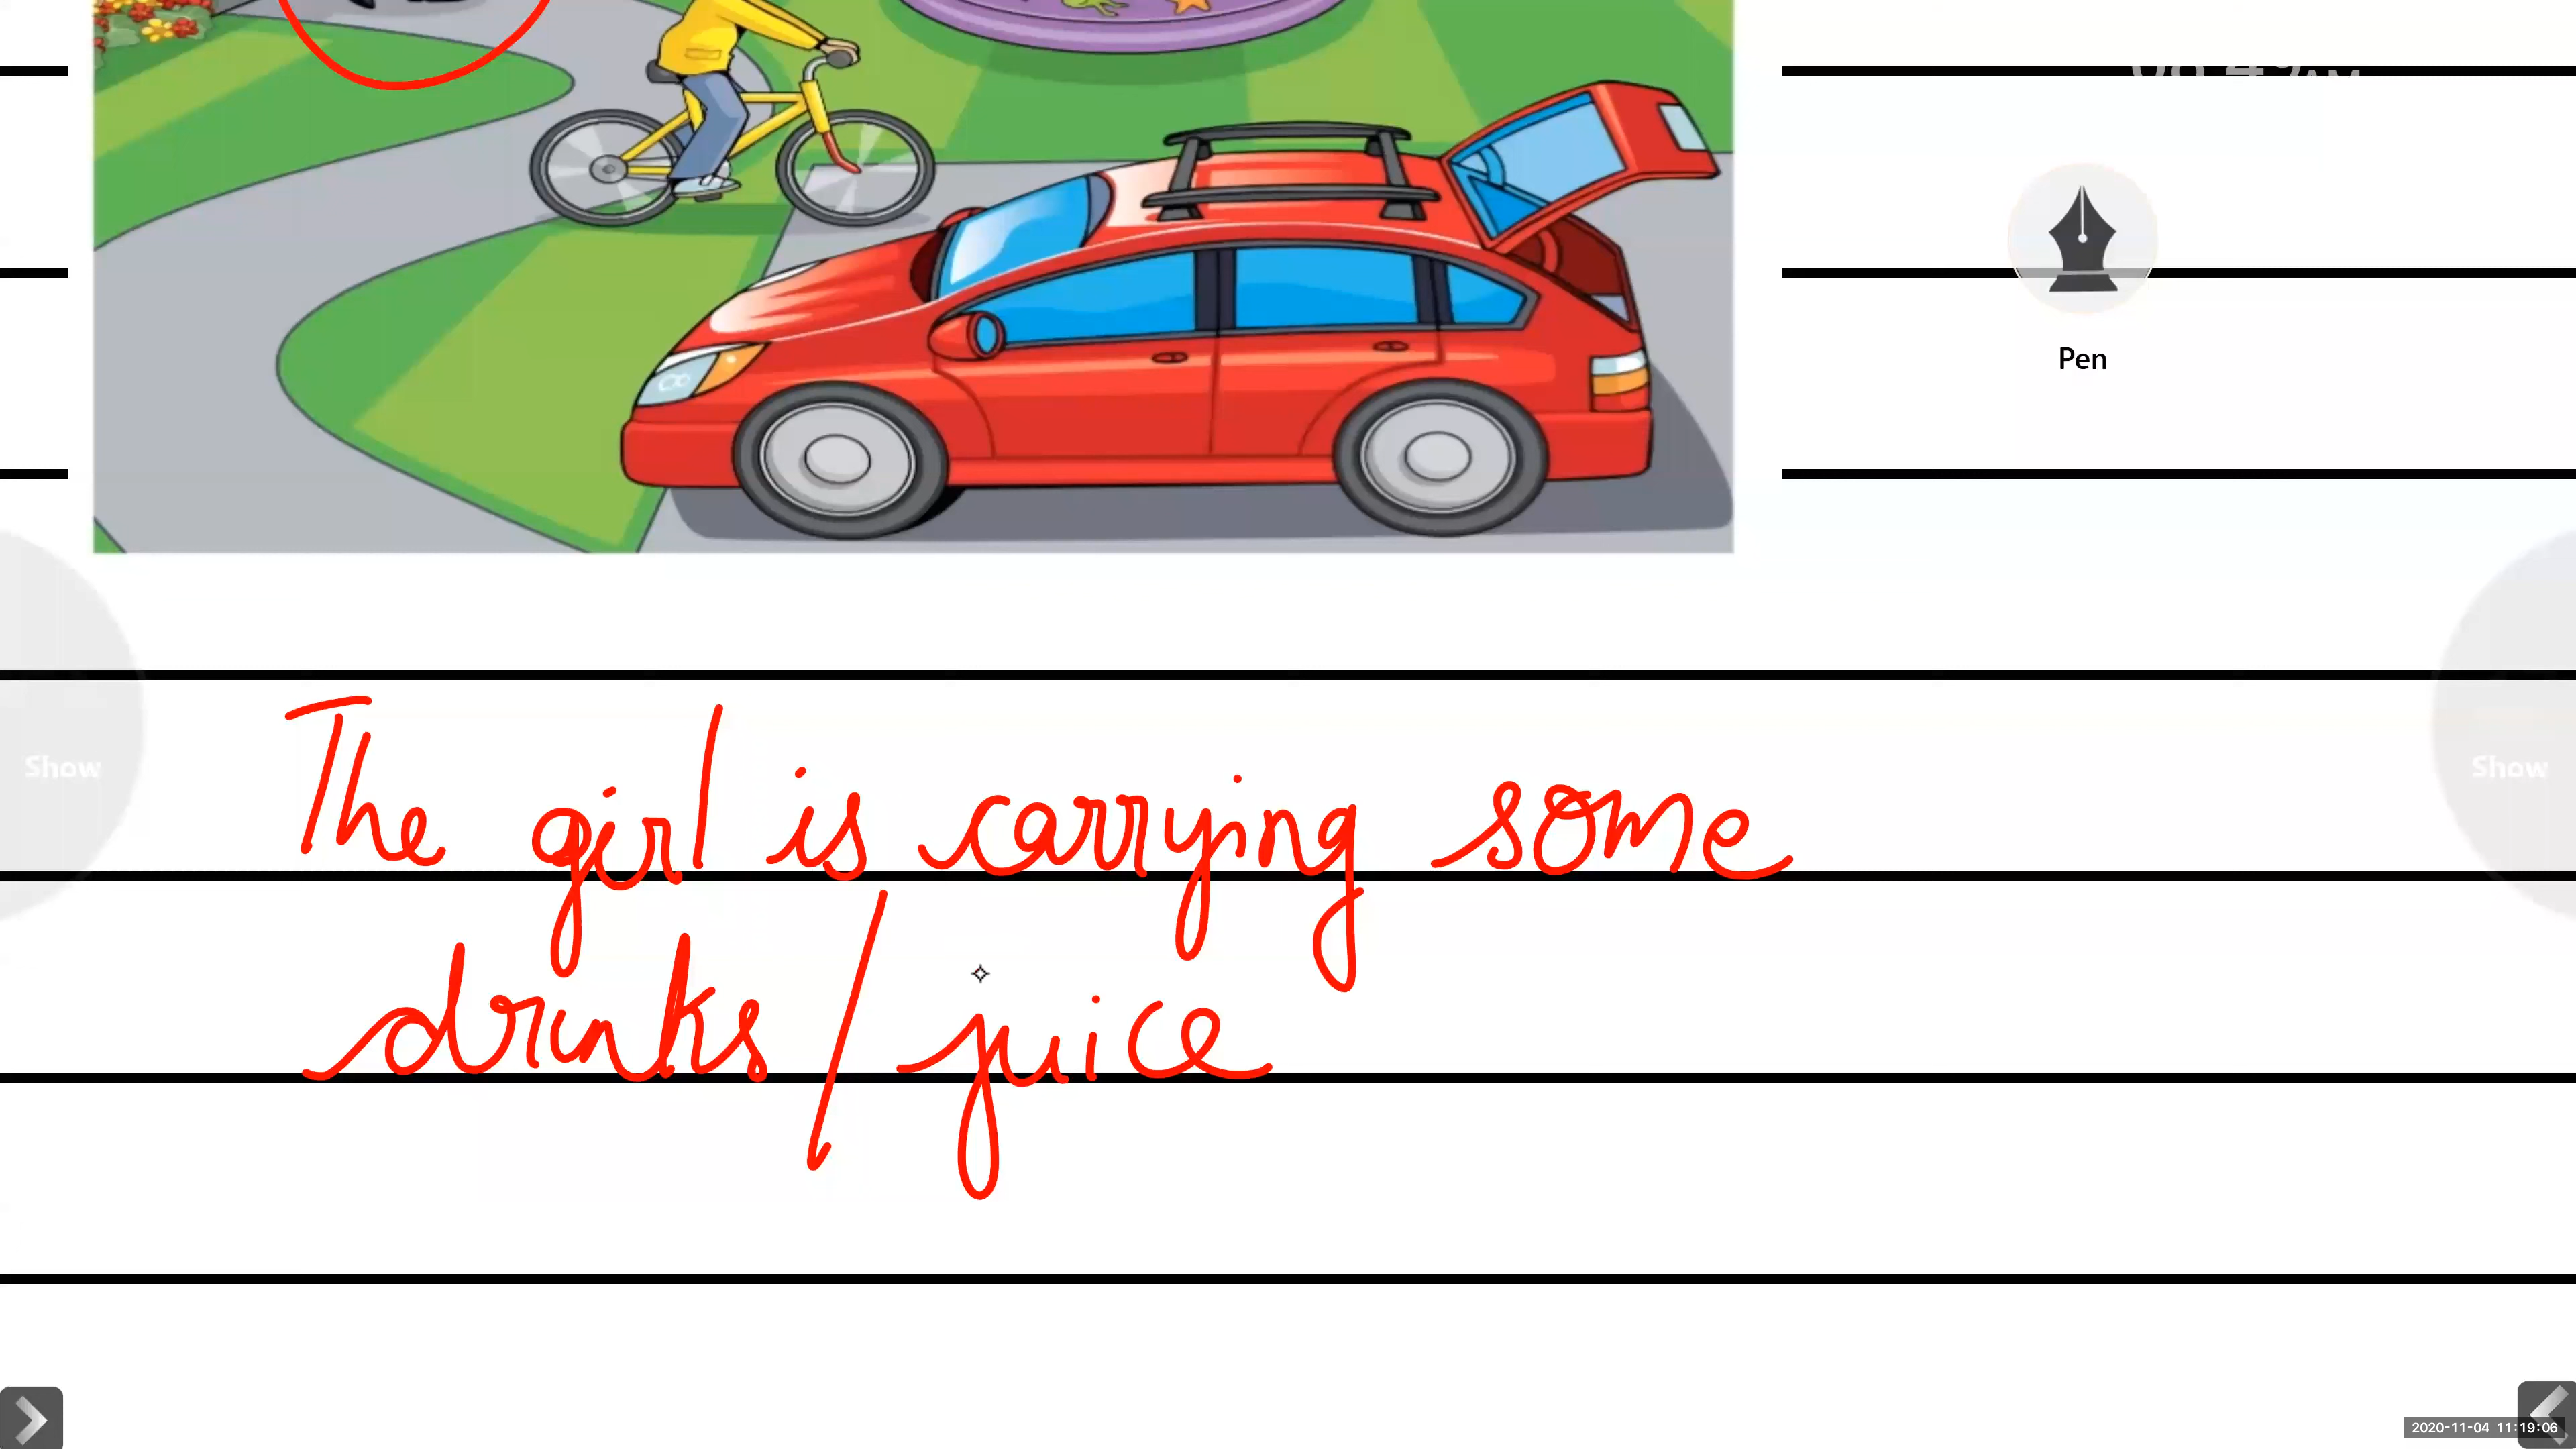 Pen
Show
Show
The girl is carrying some
drinks / juice
2020-11-04 11:19:06